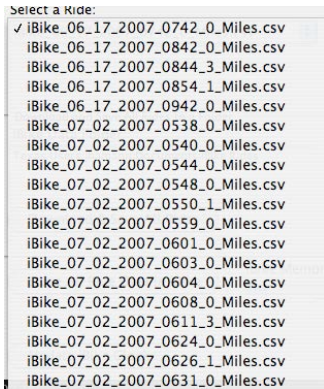 Select a Ride:
✓ iBike_06_17_2007_0742_0_Miles.csv
iBike_06_17_2007_0842_0_Miles.csv
iBike_06_17_2007_0844_3_Miles.csv
iBike_06_17_2007_0854_1_Miles.csv
iBike_06_17_2007_0942_0_Miles.csv
iBike_07_02_2007_0538_0_Miles.csv
iBike_07_02_2007_0540_0_Miles.csv
iBike_07_02_2007_0544_0_Miles.csv
iBike_07_02_2007_0548_0_Miles.csv
iBike_07_02_2007_0550_1_Miles.csv
iBike_07_02_2007_0559_0_Miles.csv
iBike_07_02_2007_0601_0_Miles.csv
iBike_07_02_2007_0603_0_Miles.csv
iBike_07_02_2007_0604_0_Miles.csv
iBike_07_02_2007_0608_0_Miles.csv
iBike_07_02_2007_0611_3_Miles.csv
iBike_07_02_2007_0624_0_Miles.csv
iBike_07_02_2007_0626_1_Miles.csv
iBike_07_02_2007_0631_0_Miles.csv